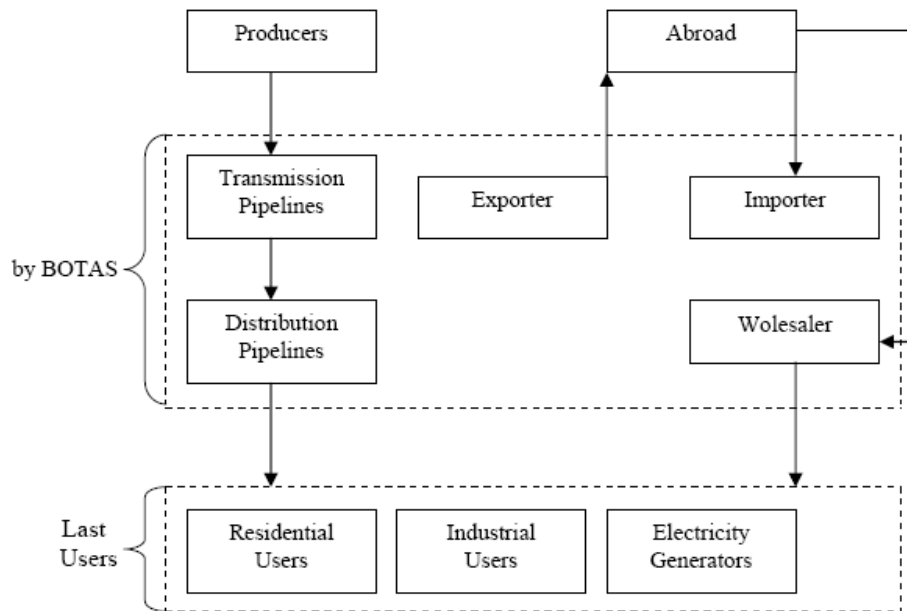 Producers
Abroad
by BOTAS
Transmission
Pipelines
Exporter
Importer
Distribution
Pipelines
Wolesaler
Last
Users
Residential
Users
Industrial
Users
Electricity
Generators